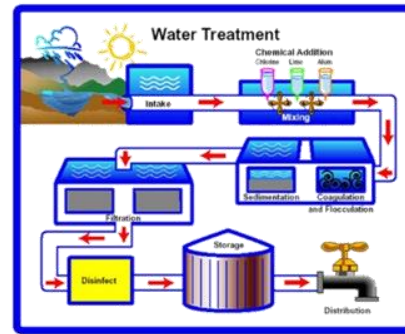 Water Treatment
Chemical Addition
Chlorine Lime Alum
Intake
Mixing
Sedimentation
Coagulation
and Flocculation
Filtration
Disinfect
Storage
Distribution